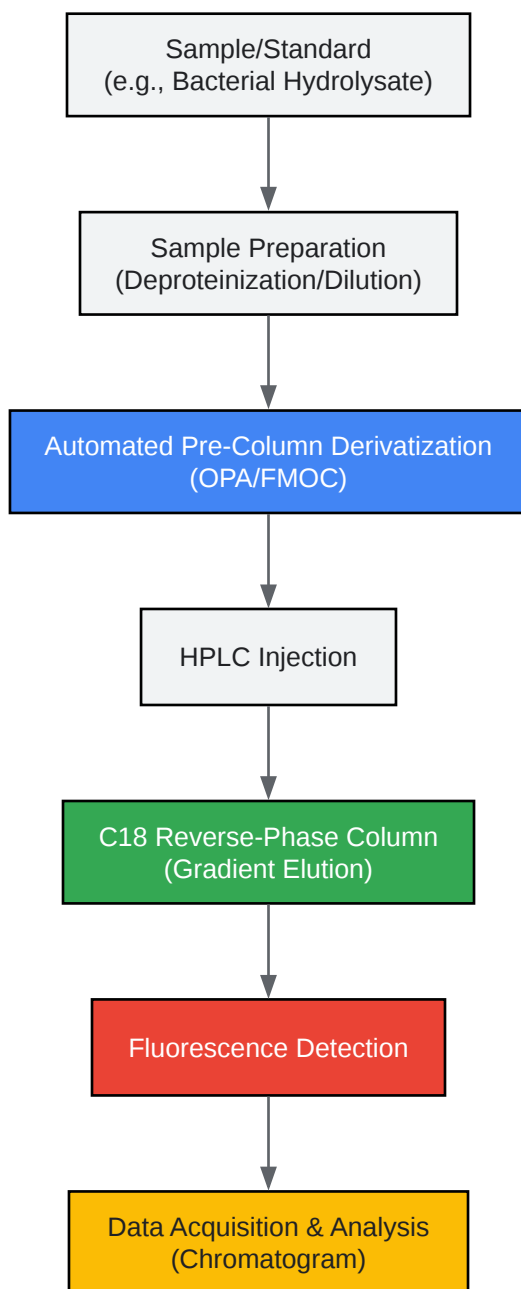 Sample/Standard
(e.g., Bacterial Hydrolysate)
Sample Preparation
(Deproteinization/Dilution)
Automated Pre-Column Derivatization
(OPA/FMOC)
HPLC Injection
C18 Reverse-Phase Column
(Gradient Elution)
Fluorescence Detection
Data Acquisition & Analysis
(Chromatogram)